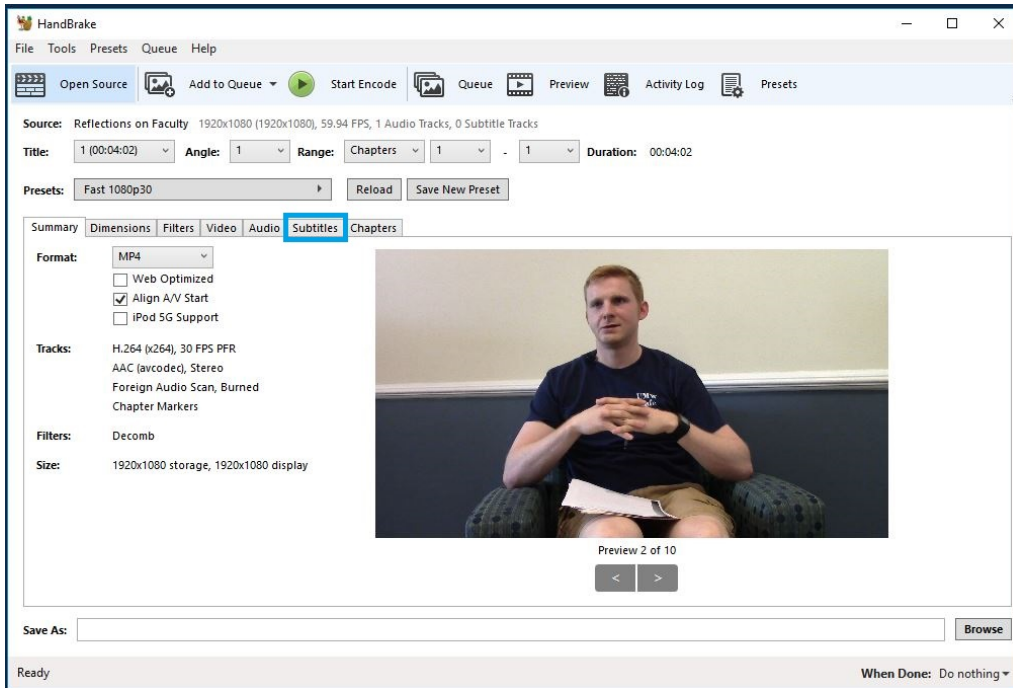 HandBrake
File Tools Presets Queue Help
Open Source Add to Queue Start Encode Queue Preview Activity Log Presets
Source: Reflections on Faculty 1920x1080 (1920x1080), 59.94 FPS, 1 Audio Tracks, 0 Subtitle Tracks
Title: 1 (00:04:02) Angle: 1 Range: Chapters 1 - 1 Duration: 00:04:02
Presets: Fast 1080p30 Reload Save New Preset
Summary Dimensions Filters Video Audio Subtitles Chapters
Format: MP4
Web Optimized
Align A/V Start
iPod 5G Support
Tracks: H.264 (x264), 30 FPS PFR
AAC (avcodec), Stereo
Foreign Audio Scan, Burned
Chapter Markers
Filters: Decomb
Size: 1920x1080 storage, 1920x1080 display
UMW
Preview 2 of 10
< >
Save As: Browse
Ready When Done: Do nothing